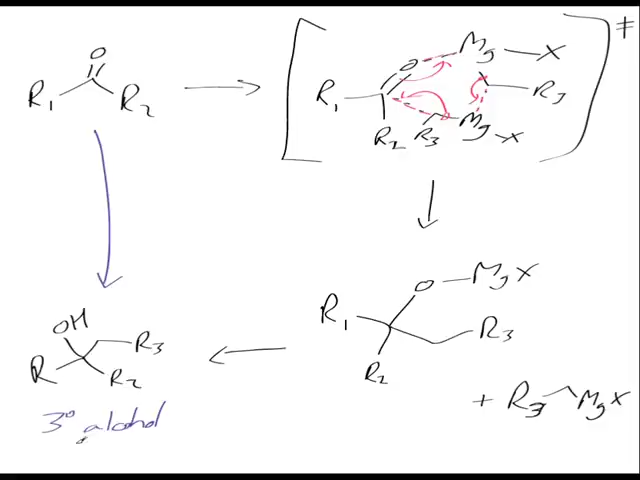 O
R1
R2
O
Mg
X
R1
R3
R2
R3
Mg
X
‡
O
MgX
R1
R3
R2
+ R3
MgX
OH
R3
R
R2
3° alcohol